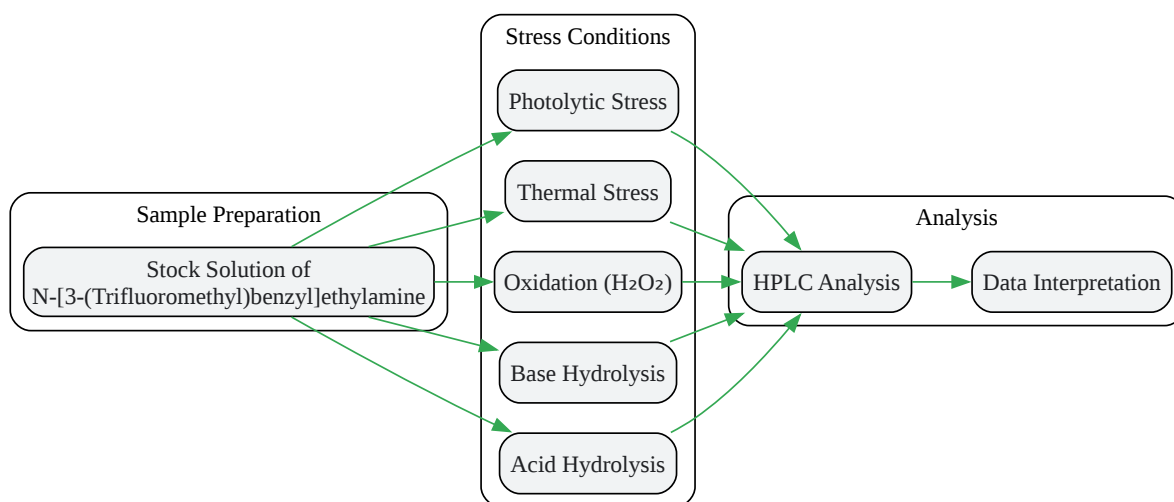 Sample Preparation
Stock Solution of
N-[3-(Trifluoromethyl)benzyl]ethylamine
Stress Conditions
Photolytic Stress
Thermal Stress
Oxidation (H₂O₂)
Base Hydrolysis
Acid Hydrolysis
Analysis
HPLC Analysis
Data Interpretation